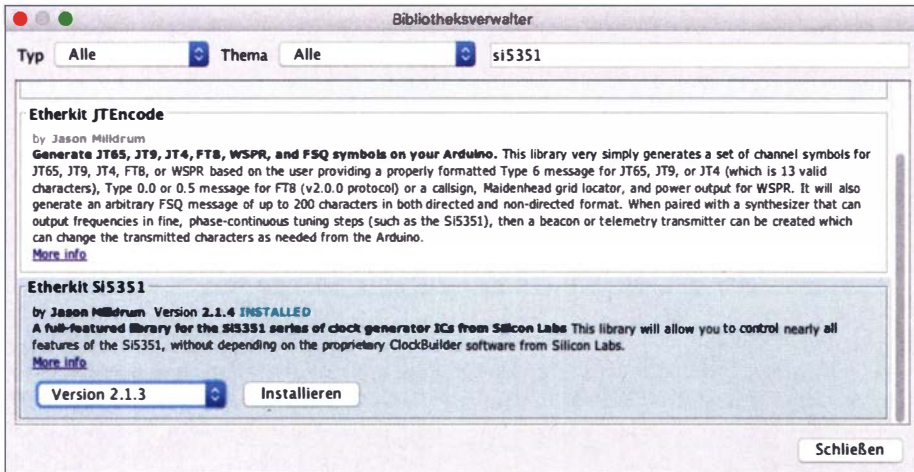 Bibliotheksverwalter
Typ Alle Thema Alle si5351
Etherkit JTEncode
by Jason Milldrum
Generate JT65, JT9, JT4, FT8, WSPR, and FSQ symbols on your Arduino. This library very simply generates a set of channel symbols for
JT65, JT9, JT4, FT8, or WSPR based on the user providing a properly formatted Type 6 message for JT65, JT9, or JT4 (which is 13 valid
characters), Type 0.0 or 0.5 message for FT8 (v2.0.0 protocol) or a callsign, Maidenhead grid locator, and power output for WSPR. It will also
generate an arbitrary FSQ message of up to 200 characters in both directed and non-directed format. When paired with a synthesizer that can
output frequencies in fine, phase-continuous tuning steps (such as the Si5351), then a beacon or telemetry transmitter can be created which
can change the transmitted characters as needed from the Arduino.
More info
Etherkit Si5351
by Jason Milldrum Version 2.1.4 INSTALLED
A full-featured library for the Si5351 series of clock generator ICs from Silicon Labs This library will allow you to control nearly all
features of the Si5351, without depending on the proprietary ClockBuilder software from Silicon Labs.
More info
Version 2.1.3 Installieren
Schließen